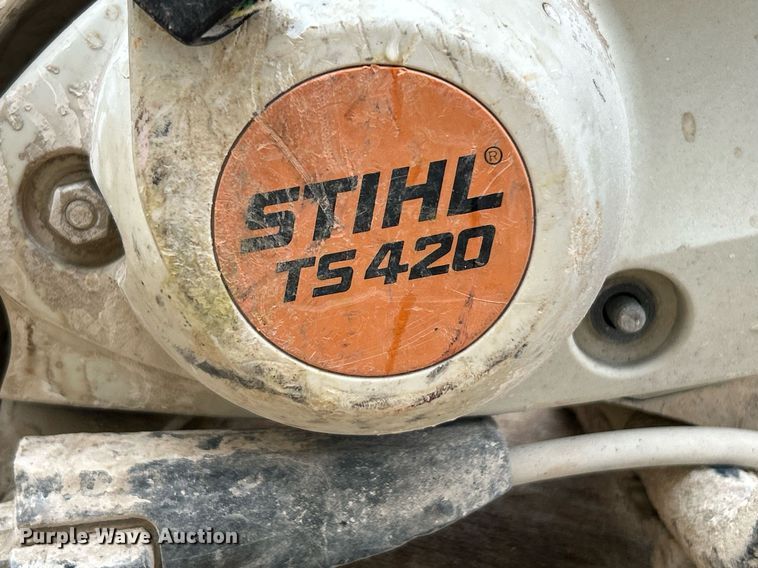 STIHL®
TS 420
Purple Wave Auction